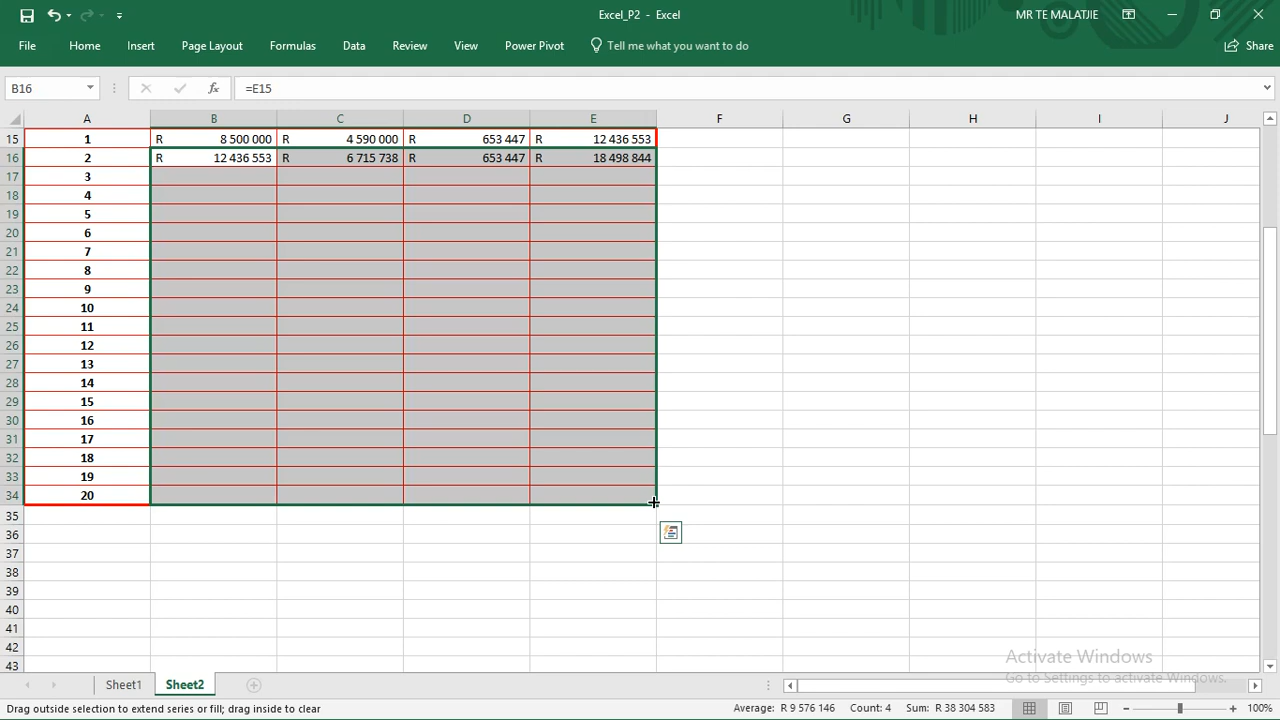 Excel_P2 - Excel
MR TE MALATJIE
File Home Insert Page Layout Formulas Data Review View Power Pivot Tell me what you want to do Share
B16 fx =E15
A B C D E F G H I J
15 1 R 8 500 000 R 4 590 000 R 653 447 R 12 436 553
16 2 R 12 436 553 R 6 715 738 R 653 447 R 18 498 844
17 3
18 4
19 5
20 6
21 7
22 8
23 9
24 10
25 11
26 12
27 13
28 14
29 15
30 16
31 17
32 18
33 19
34 20
35
36
37
38
39
40
41
42
43
Activate Windows
Go to Settings to activate Windows.
Sheet1 Sheet2
Drag outside selection to extend series or fill; drag inside to clear Average: R 9 576 146 Count: 4 Sum: R 38 304 583 100%